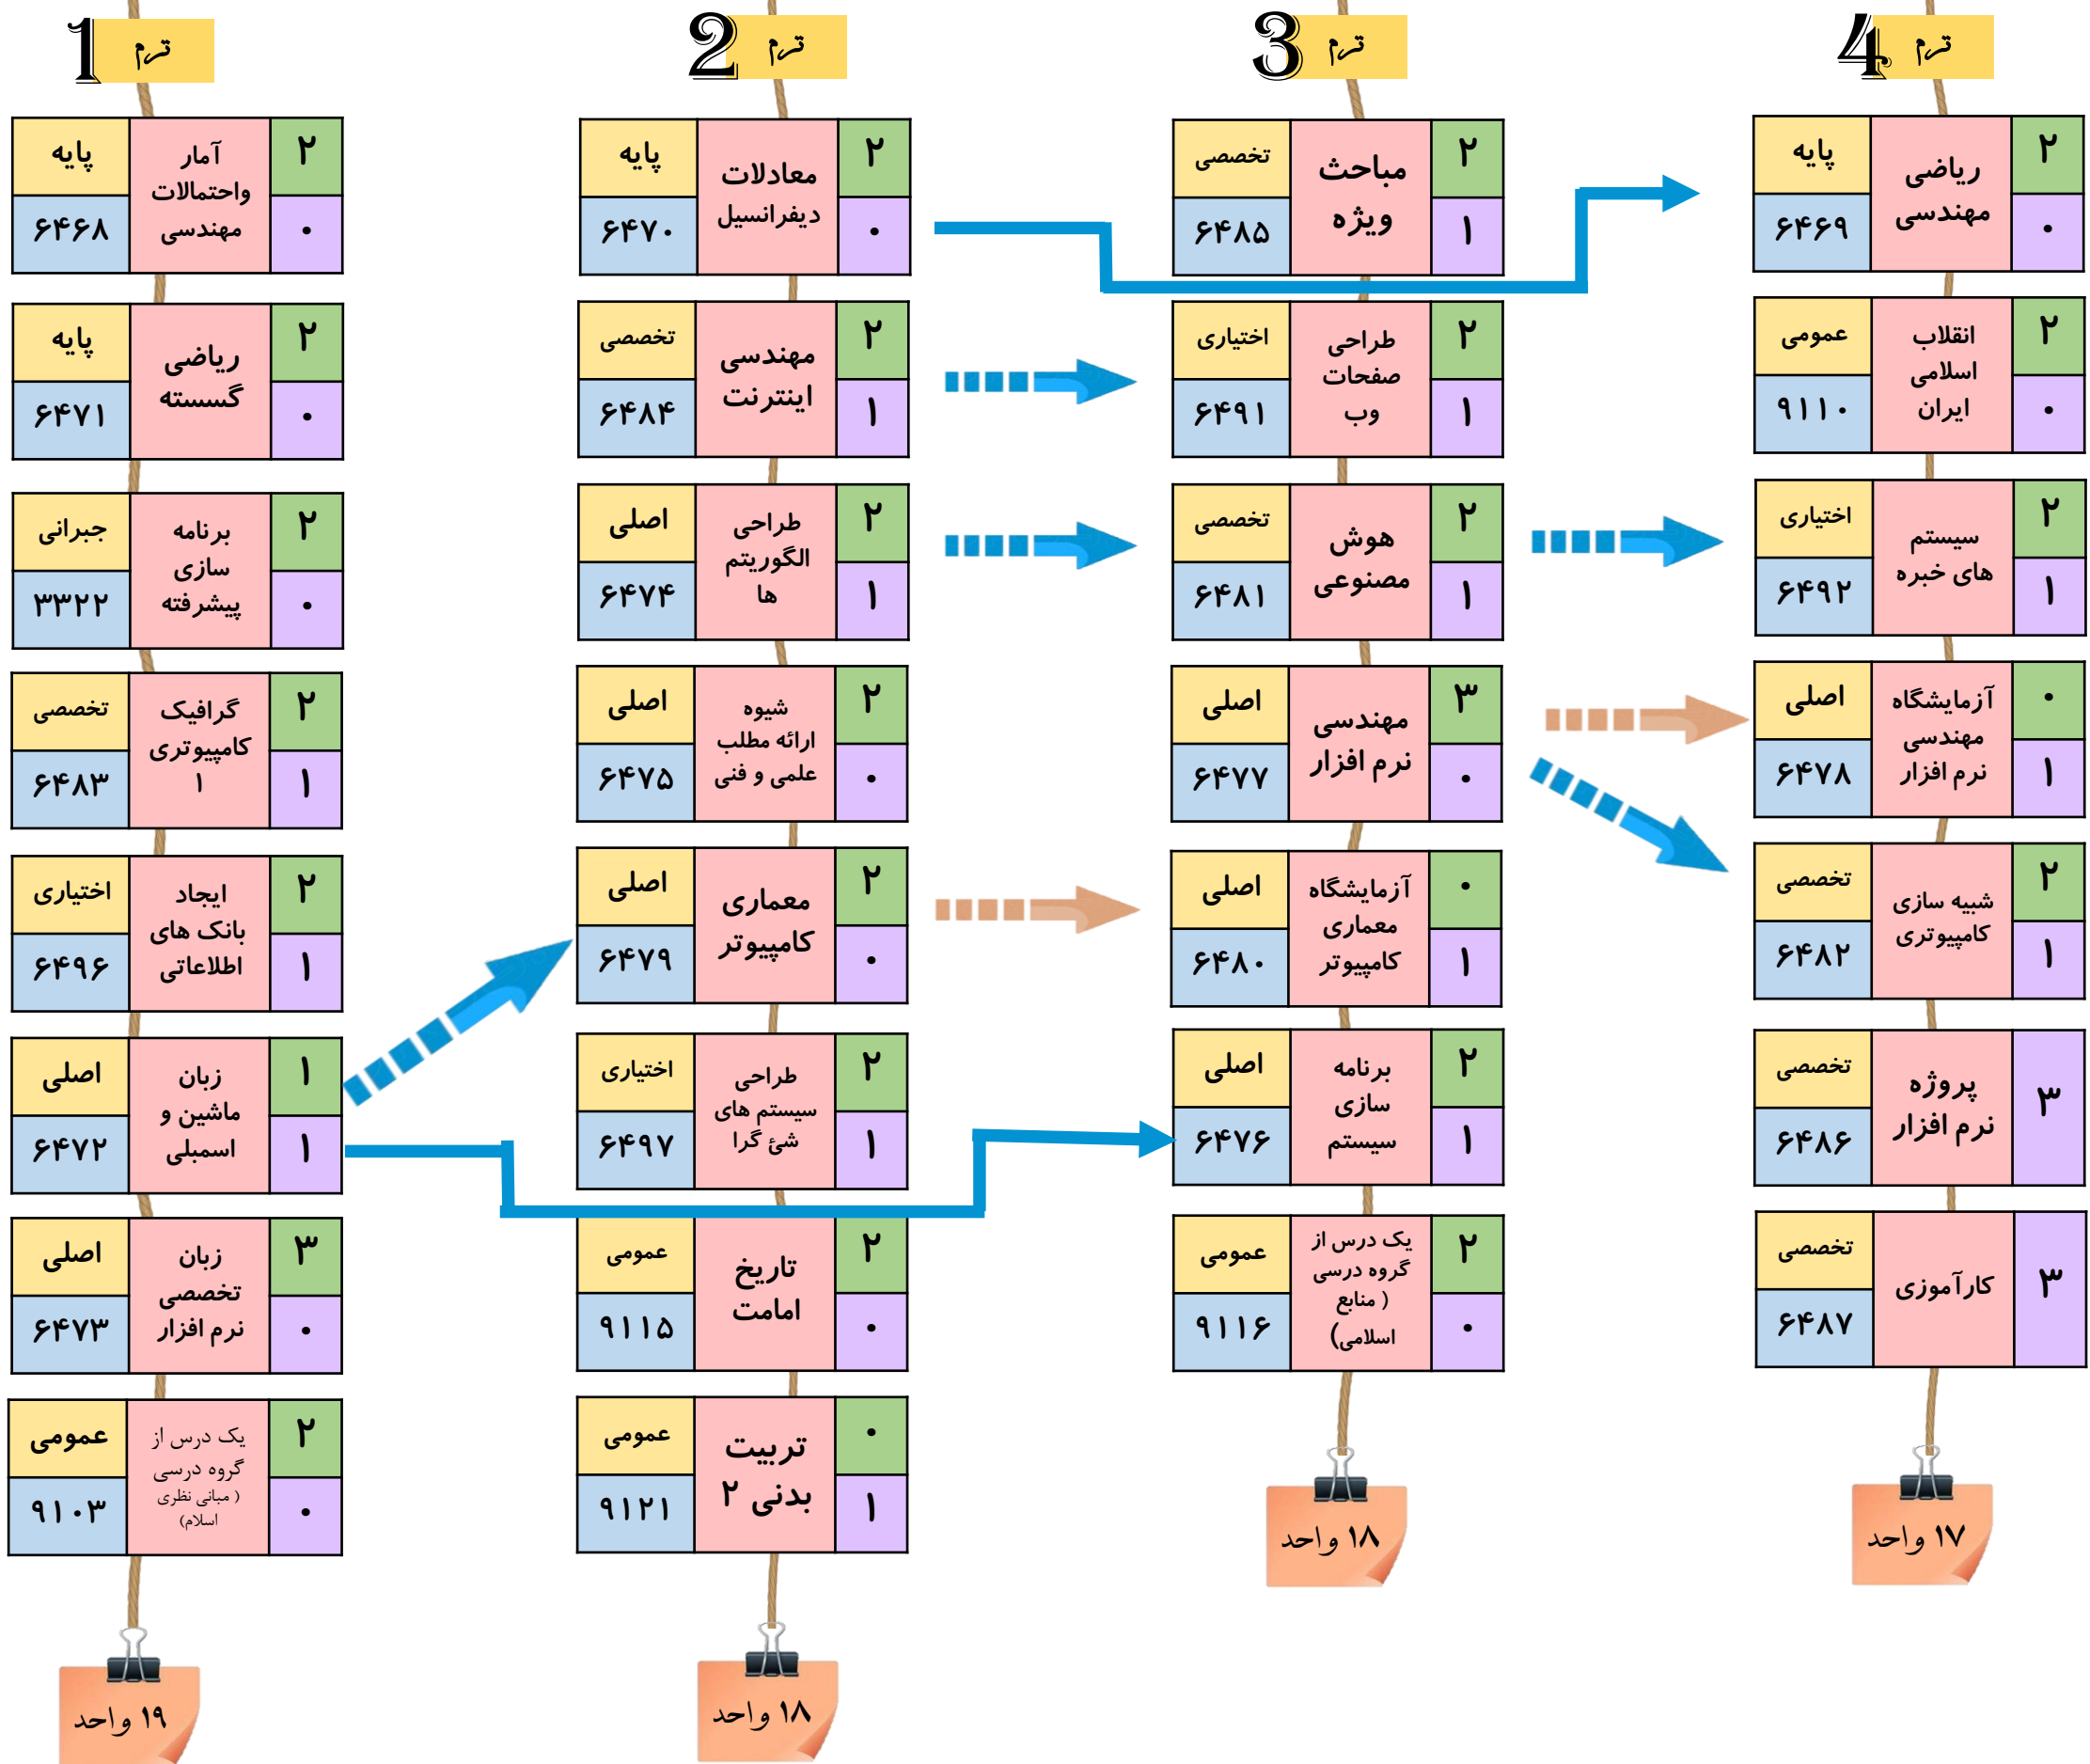 1 ترم
پایه
آمار
واحتمالات
مهندسی
۲
۶۴۶۸
۰
پایه
ریاضی
گسسته
۲
۶۴۷۱
۰
جبرانی
برنامه
سازی
پیشرفته
۲
۳۳۲۲
۰
تخصصی
گرافیک
کامپیوتری
۱
۲
۶۴۸۳
۱
اختیاری
ایجاد
بانک های
اطلاعاتی
۲
۶۴۹۶
۱
اصلی
زبان
ماشین و
اسمبلی
۱
۶۴۷۲
۱
اصلی
زبان
تخصصی
نرم افزار
۳
۶۴۷۳
۰
عمومی
یک درس از
گروه درسی
( مبانی نظری
اسلام)
۲
۹۱۰۳
۰
۱۹ واحد
2 ترم
پایه
معادلات
دیفرانسیل
۲
۶۴۷۰
۰
تخصصی
مهندسی
اینترنت
۲
۶۴۸۴
۱
اصلی
طراحی
الگوریتم
ها
۲
۶۴۷۴
۱
اصلی
شیوه
ارائه مطلب
علمی و فنی
۲
۶۴۷۵
۰
اصلی
معماری
کامپیوتر
۲
۶۴۷۹
۰
اختیاری
طراحی
سیستم های
شئ گرا
۲
۶۴۹۷
۱
عمومی
تاریخ
امامت
۲
۹۱۱۵
۰
عمومی
تربیت
بدنی ۲
۰
۹۱۲۱
۱
۱۸ واحد
3 ترم
تخصصی
مباحث
ویژه
۲
۶۴۸۵
۱
اختیاری
طراحی
صفحات
وب
۲
۶۴۹۱
۱
تخصصی
هوش
مصنوعی
۲
۶۴۸۱
۱
اصلی
مهندسی
نرم افزار
۳
۶۴۷۷
۰
اصلی
آزمایشگاه
معماری
کامپیوتر
۰
۶۴۸۰
۱
اصلی
برنامه
سازی
سیستم
۲
۶۴۷۶
۱
عمومی
یک درس از
گروه درسی
( منابع
اسلامی)
۲
۹۱۱۶
۰
۱۸ واحد
4 ترم
پایه
ریاضی
مهندسی
۲
۶۴۶۹
۰
عمومی
انقلاب
اسلامی
ایران
۲
۹۱۱۰
۰
اختیاری
سیستم
های خبره
۲
۶۴۹۲
۱
اصلی
آزمایشگاه
مهندسی
نرم افزار
۰
۶۴۷۸
۱
تخصصی
شبیه سازی
کامپیوتری
۲
۶۴۸۲
۱
تخصصی
پروژه
نرم افزار
۳
۶۴۸۶
تخصصی
کارآموزی
۳
۶۴۸۷
۱۷ واحد